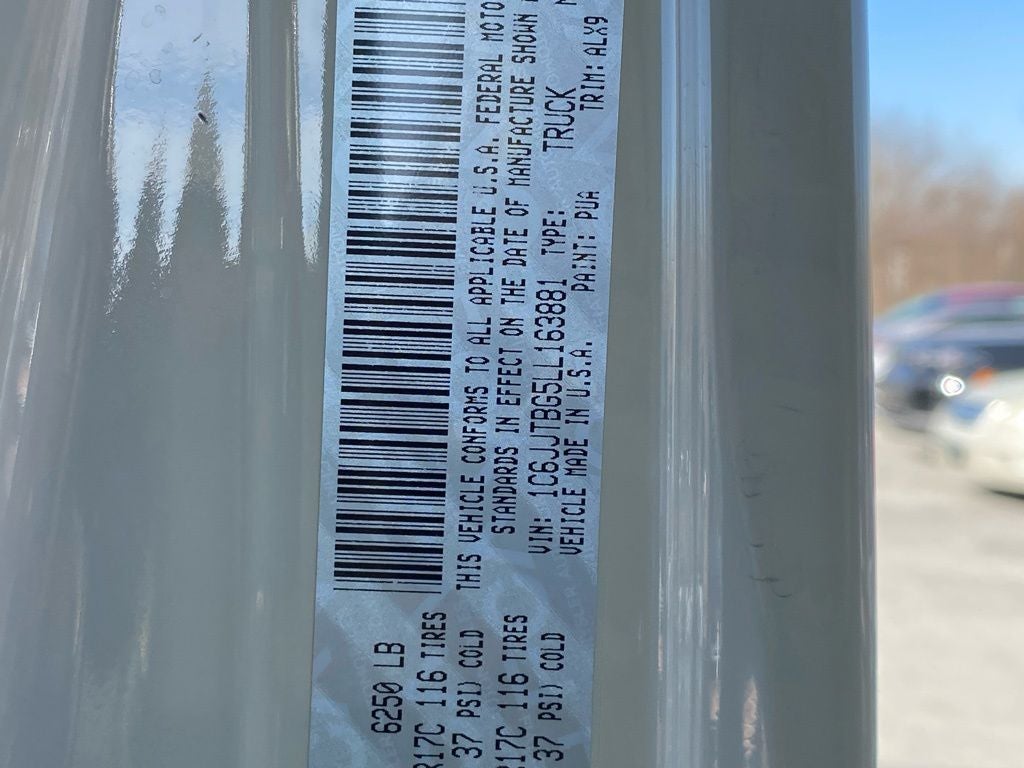 6250 LB
R17C 116 TIRES
37 PSI) COLD
R17C 116 TIRES
37 PSI) COLD
THIS VEHICLE CONFORMS TO ALL APPLICABLE U.S.A. FEDERAL MOTO
STANDARDS IN EFFECT ON THE DATE OF MANUFACTURE SHOWN
VIN: 1C6JJTBG5LL163881 TYPE: TRUCK
VEHICLE MADE IN U.S.A. PAINT: PUA TRIM: ALX9